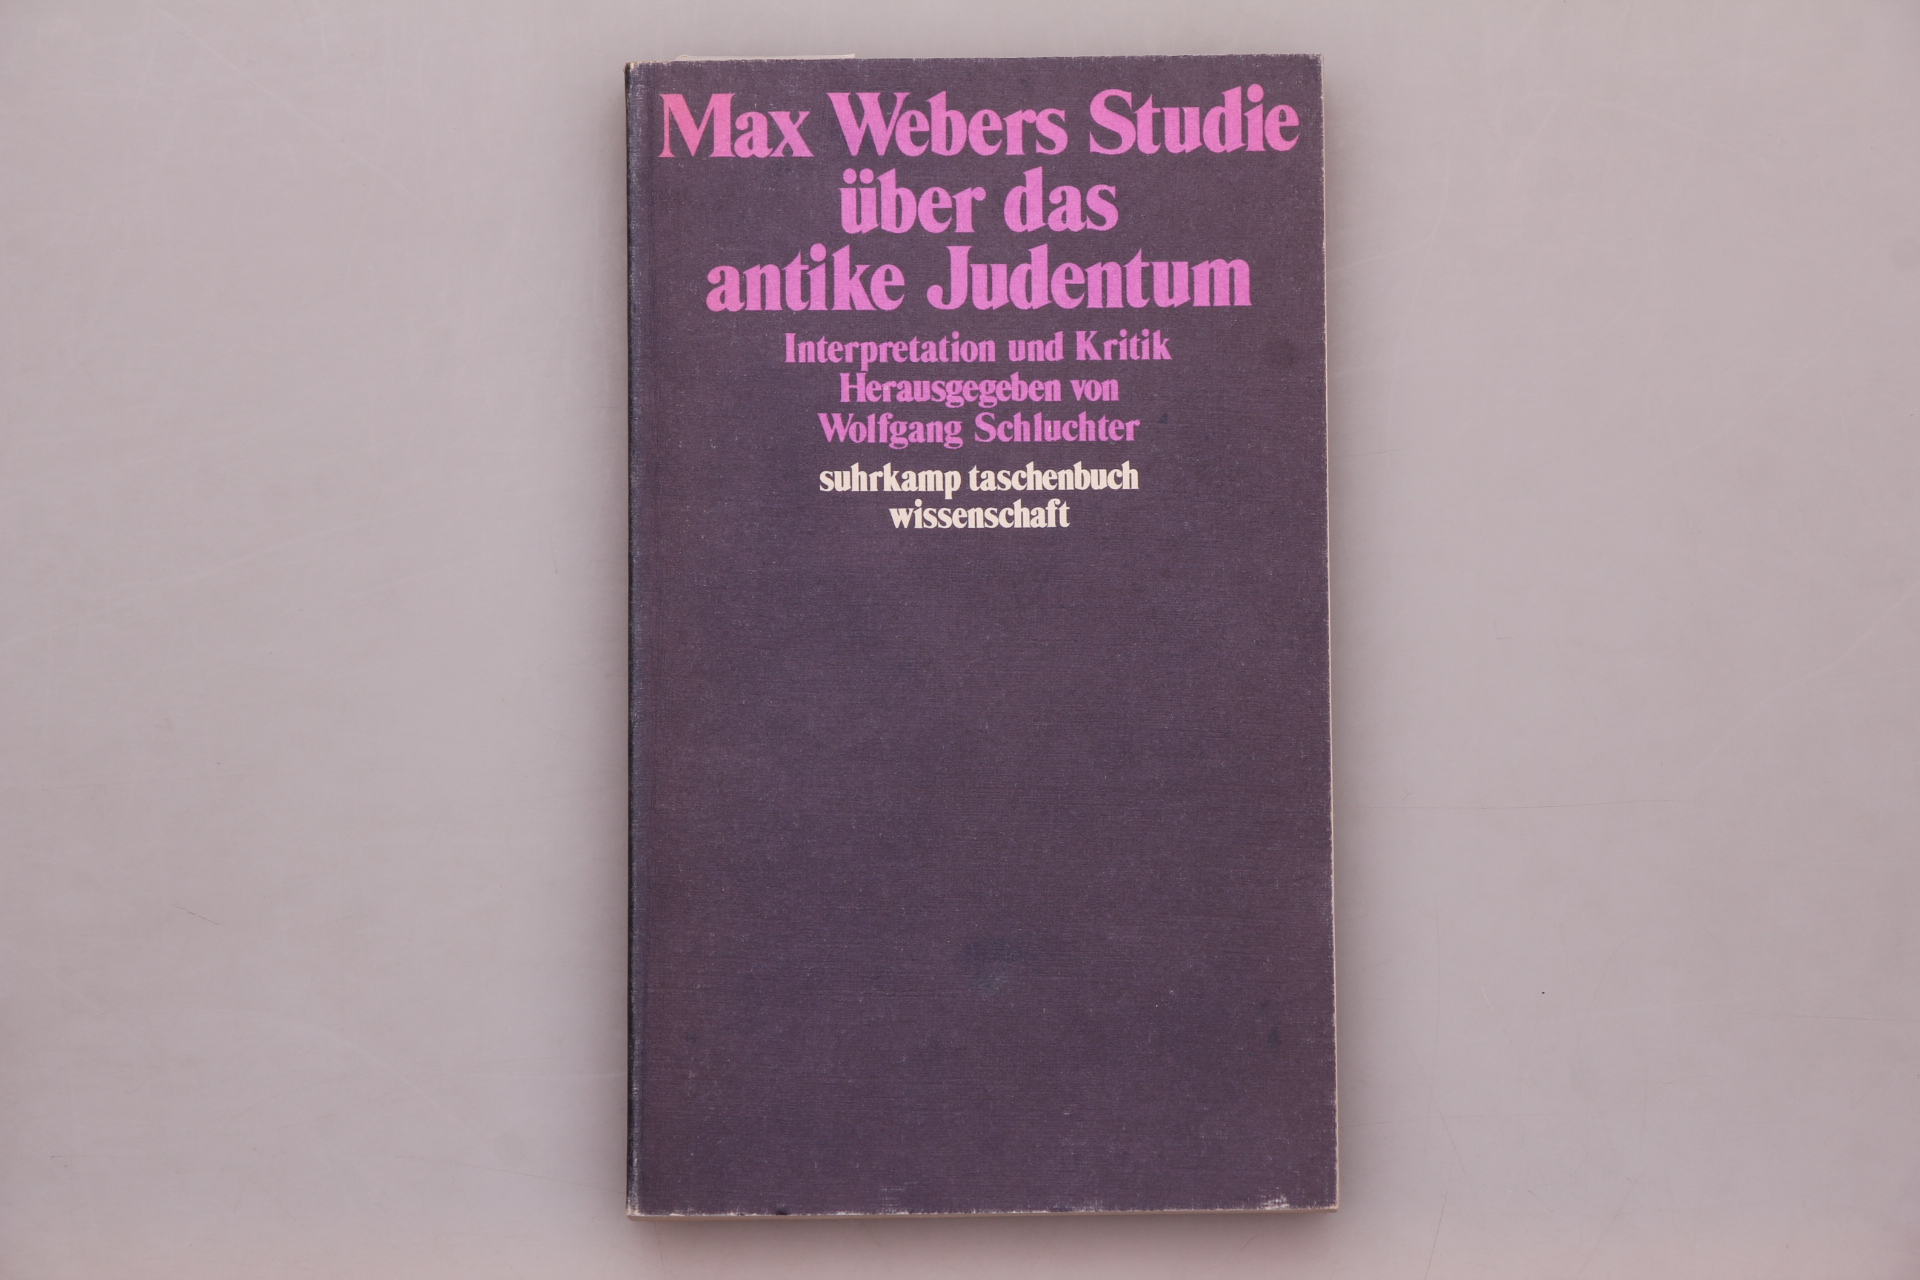 Max Webers Studie
über das
antike Judentum
Interpretation und Kritik
Herausgegeben von
Wolfgang Schluchter
suhrkamp taschenbuch
wissenschaft